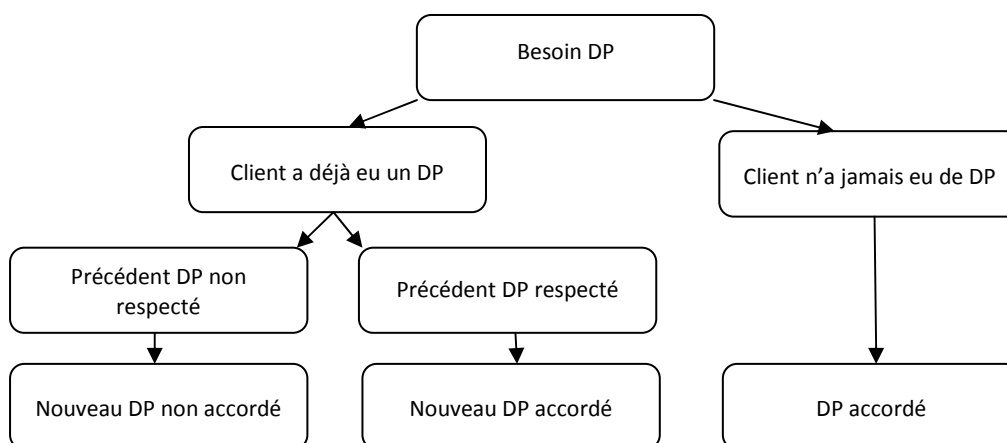 Besoin DP
Client a déjà eu un DP
Client n'a jamais eu de DP
Précédent DP non
respecté
Précédent DP respecté
Nouveau DP non accordé
Nouveau DP accordé
DP accordé